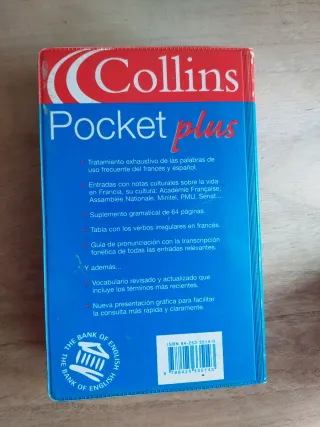 Collins
Pocket plus
Tratamiento exhaustivo de las palabras de
uso frecuente del francés y español.
Entradas con notas culturales sobre la vida
en Francia, su cultura: Académie Française,
Assamblée Nationale, Minitel, PMU, Sénat...
Suplemento gramatical de 64 páginas.
Tabla con los verbos irregulares en francés.
Guía de pronunciación con la transcripción
fonética de todas las entradas relevantes.
Y además...
Vocabulario revisado y actualizado que
incluye los términos más recientes.
Nueva presentación gráfica para facilitar
la consulta más rápida y claramente.
THE BANK OF ENGLISH
THE BANK OF ENGLISH